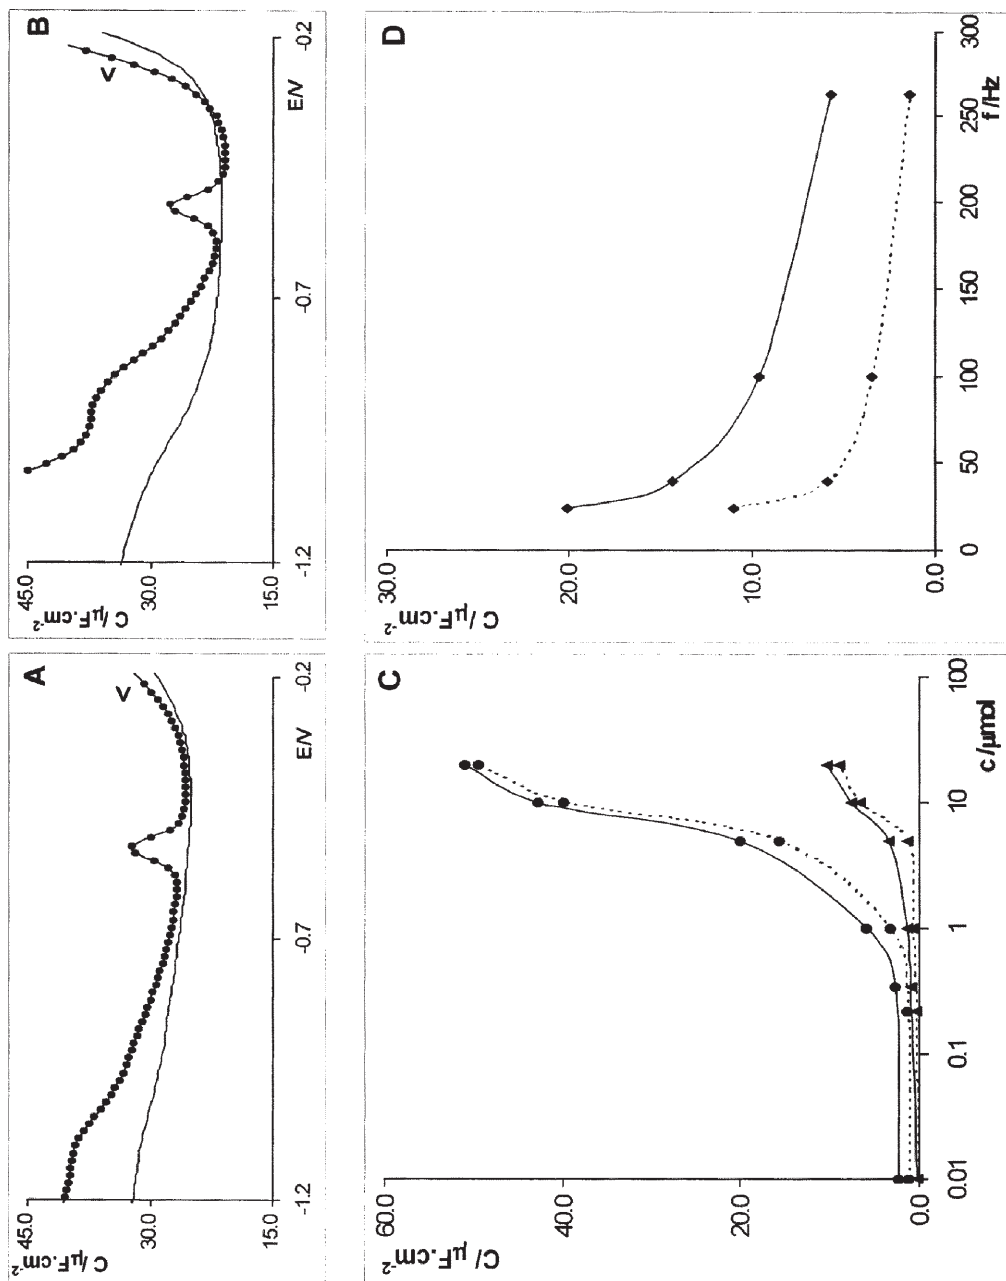 A
C /μF.cm⁻²
45.0
30.0
15.0
-1.2
-0.7
-0.2
E/V
<
B
C /μF.cm⁻²
45.0
30.0
15.0
-1.2
-0.7
-0.2
E/V
<
C
C/ μF.cm⁻²
60.0
40.0
20.0
0.0
0.01
0.1
1
10
100
c /μmol
D
C /μF.cm⁻²
30.0
20.0
10.0
0.0
0
50
100
150
200
250
300
f /Hz